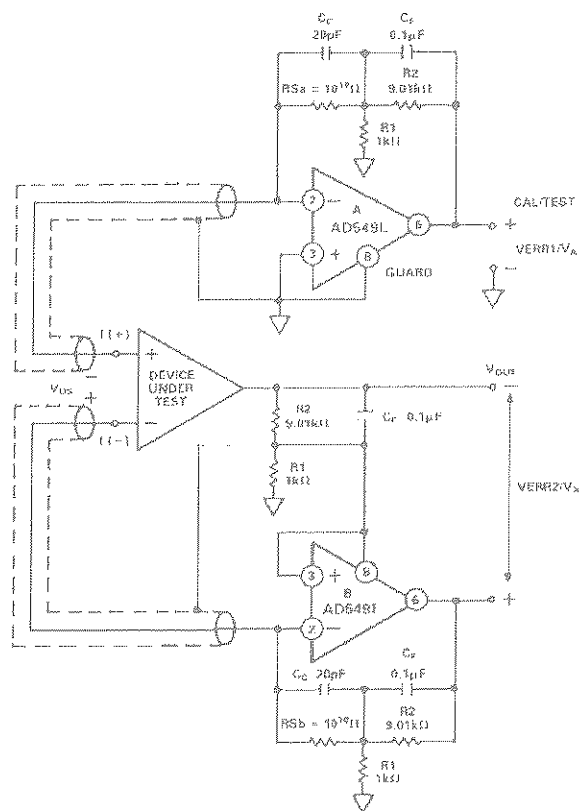 CC
20pF
CF
0.1μF
RSa = 10¹⁰Ω
R2
9.01kΩ
R1
1kΩ
2
−
A
AD549L
6
3
+
8
GUARD
CAL/TEST
+
VERR1/VA
−
I(+)
VOS
−
+
I(−)
+
DEVICE
UNDER
TEST
−
VOUT
−
R2
9.01kΩ
CF 0.1μF
R1
1kΩ
VERR2/VX
3
+
8
B
6
2
−
+
CC 20pF
CF
0.1μF
RSb = 10¹⁰Ω
R2
9.01kΩ
R1
1kΩ